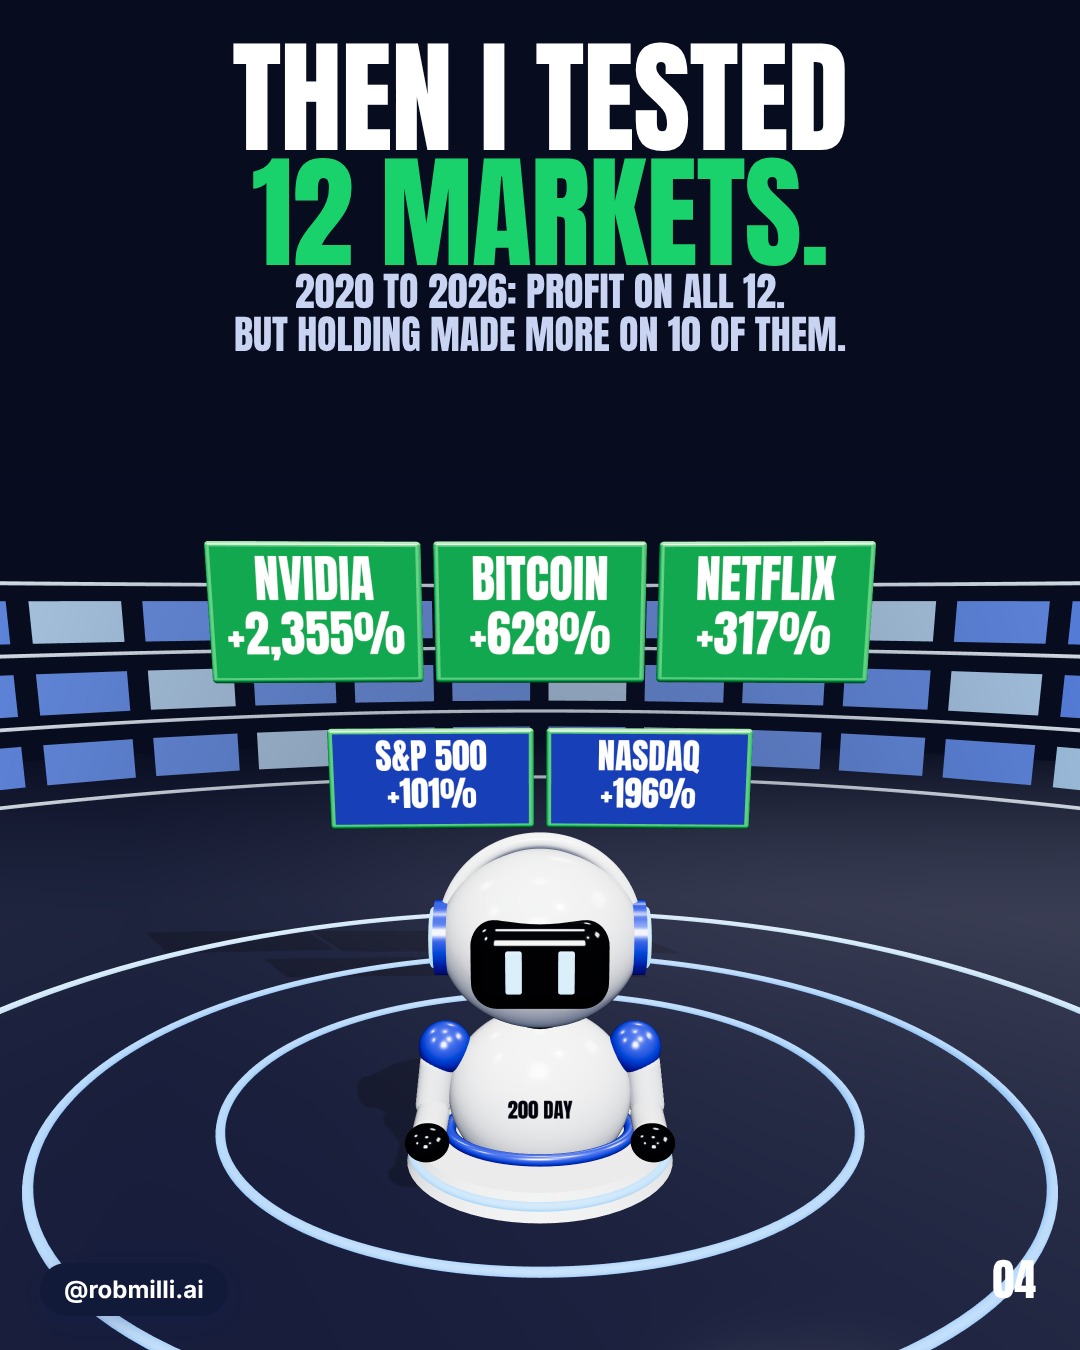 THEN I TESTED
12 MARKETS.
2020 TO 2026: PROFIT ON ALL 12.
BUT HOLDING MADE MORE ON 10 OF THEM.
NVIDIA
+2,355%
BITCOIN
+628%
NETFLIX
+317%
S&P 500
+101%
NASDAQ
+196%
200 DAY
@robmilli.ai
04